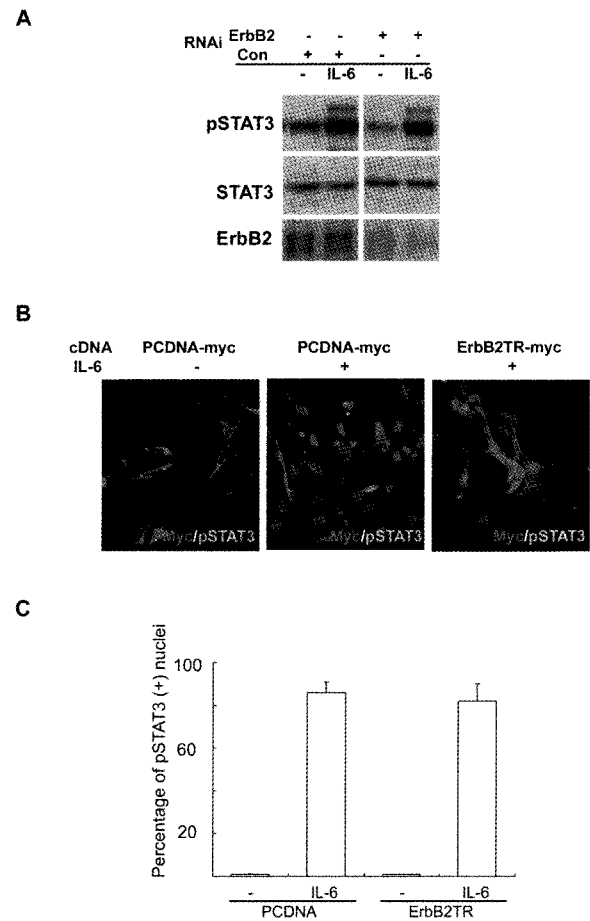 A
RNAi ErbB2 - - + +
Con + + - -
- IL-6 - IL-6
pSTAT3
STAT3
ErbB2
B
cDNA PCDNA-myc PCDNA-myc ErbB2TR-myc
IL-6 - + +
Myc/pSTAT3 Myc/pSTAT3 Myc/pSTAT3
C
Percentage of pSTAT3 (+) nuclei
100
60
20
- IL-6 - IL-6
PCDNA ErbB2TR